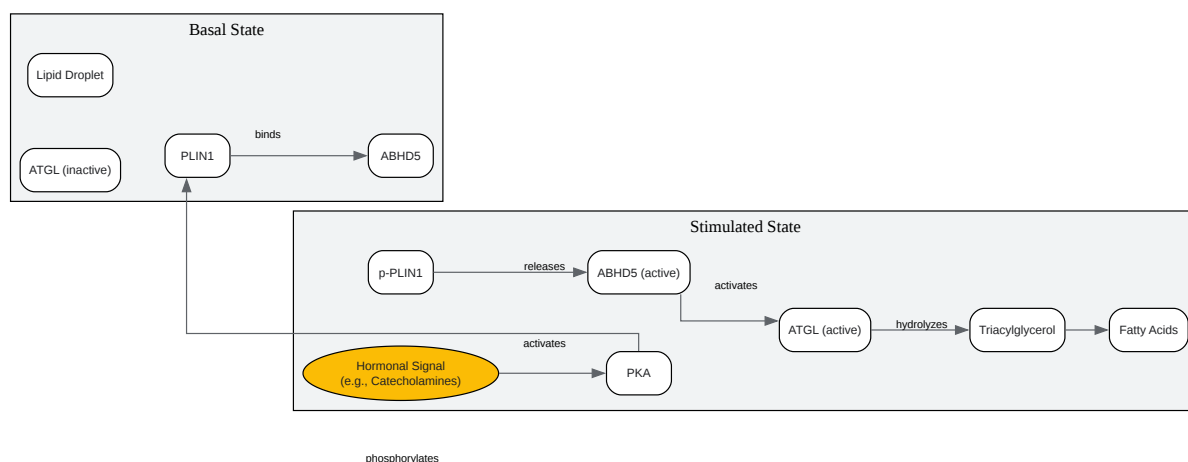 Basal State
Lipid Droplet
binds
PLIN1
ABHD5
ATGL (inactive)
Stimulated State
p-PLIN1
releases
ABHD5 (active)
activates
ATGL (active)
hydrolyzes
Triacylglycerol
Fatty Acids
activates
Hormonal Signal
(e.g., Catecholamines)
PKA
phosphorylates